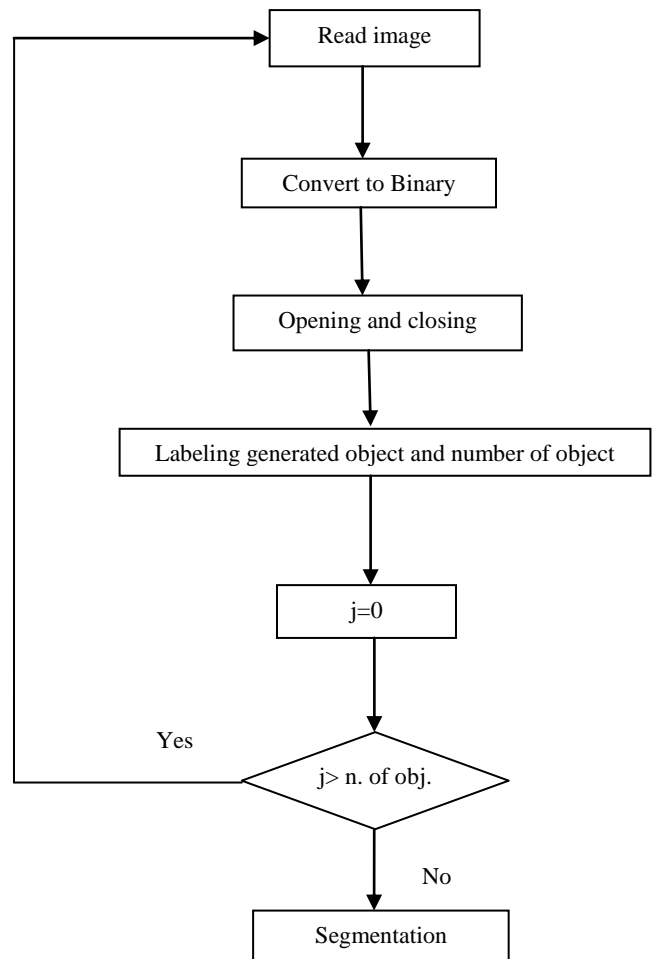 Read image
Convert to Binary
Opening and closing
Labeling generated object and number of object
j=0
Yes
j> n. of obj.
No
Segmentation